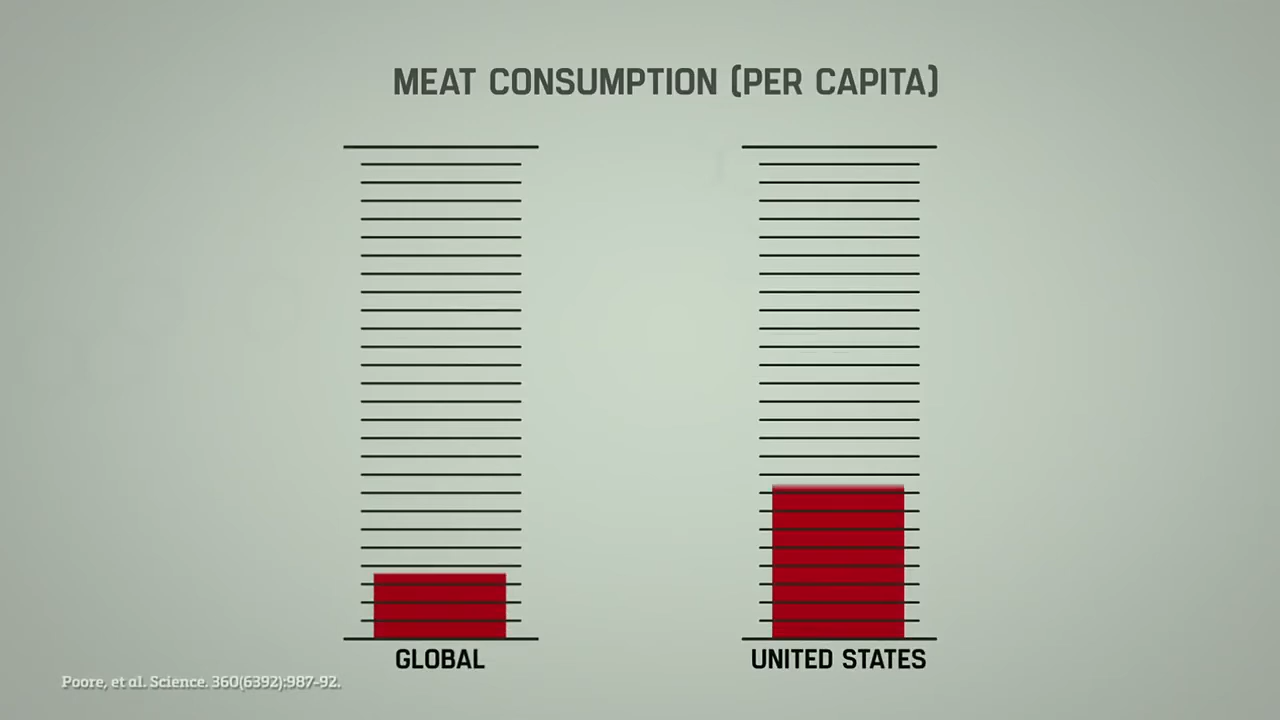 MEAT CONSUMPTION (PER CAPITA)
GLOBAL
UNITED STATES
Poore, et al. Science. 360(6392):987-92.